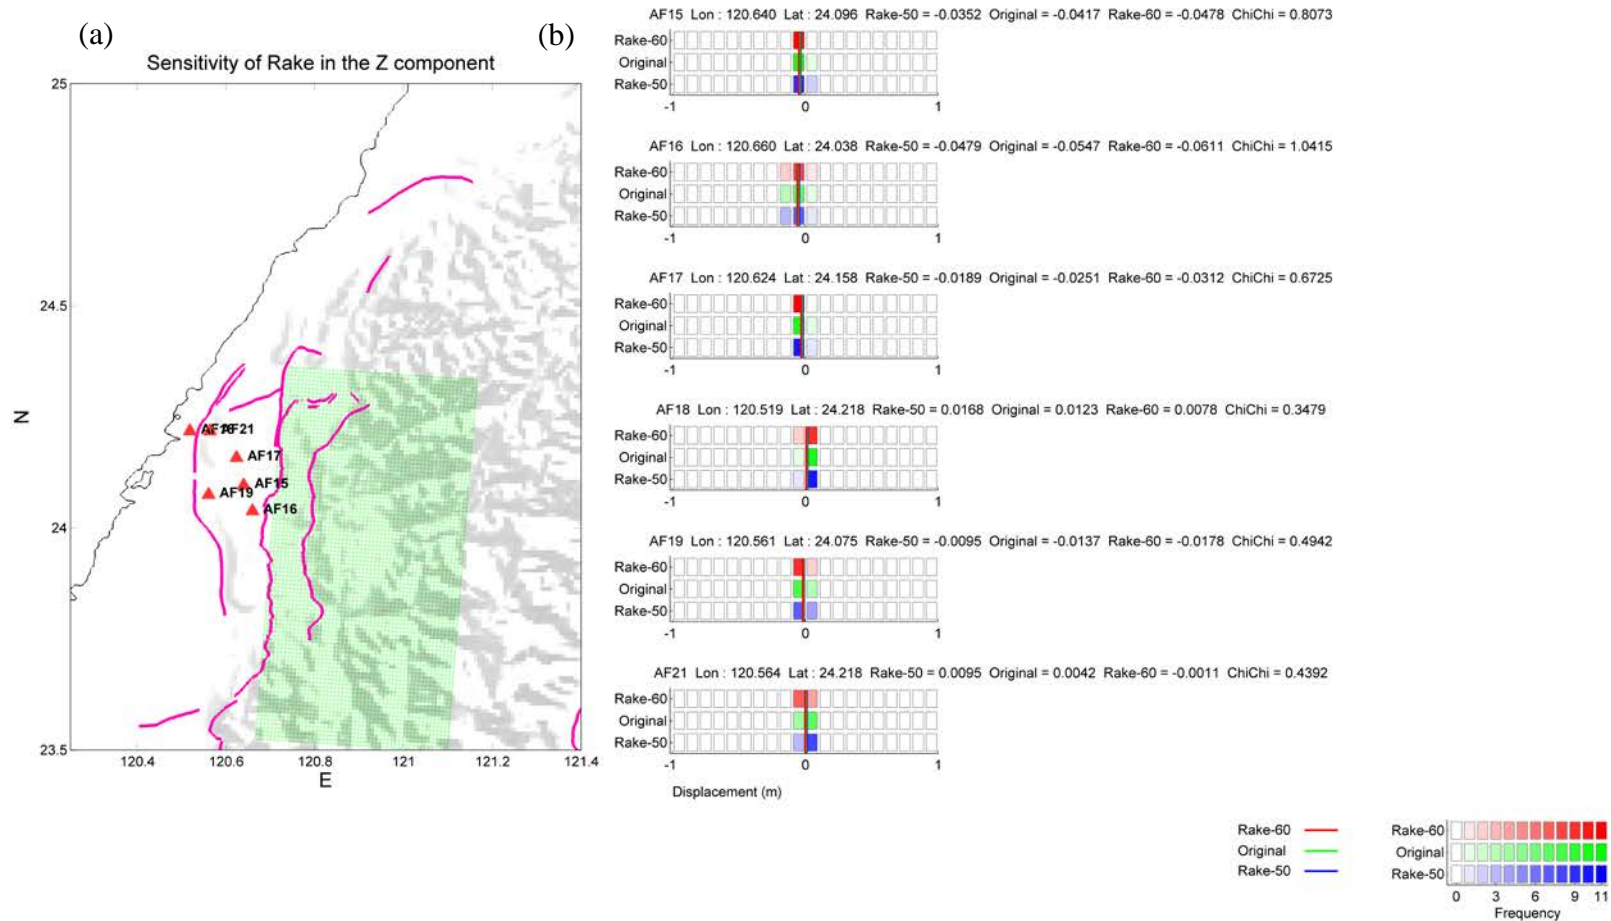 (a)
Sensitivity of Rake in the Z component
25
24.5
24
23.5
N
120.4 120.6 120.8 121 121.2 121.4
E
AF21
AF17
AF15
AF19
AF16
(b)
AF15 Lon : 120.640 Lat : 24.096 Rake-50 = -0.0352 Original = -0.0417 Rake-60 = -0.0478 ChiChi = 0.8073
Rake-60
Original
Rake-50
-1 0 1
AF16 Lon : 120.660 Lat : 24.038 Rake-50 = -0.0479 Original = -0.0547 Rake-60 = -0.0611 ChiChi = 1.0415
Rake-60
Original
Rake-50
-1 0 1
AF17 Lon : 120.624 Lat : 24.158 Rake-50 = -0.0189 Original = -0.0251 Rake-60 = -0.0312 ChiChi = 0.6725
Rake-60
Original
Rake-50
-1 0 1
AF18 Lon : 120.519 Lat : 24.218 Rake-50 = 0.0168 Original = 0.0123 Rake-60 = 0.0078 ChiChi = 0.3479
Rake-60
Original
Rake-50
-1 0 1
AF19 Lon : 120.561 Lat : 24.075 Rake-50 = -0.0095 Original = -0.0137 Rake-60 = -0.0178 ChiChi = 0.4942
Rake-60
Original
Rake-50
-1 0 1
AF21 Lon : 120.564 Lat : 24.218 Rake-50 = 0.0095 Original = 0.0042 Rake-60 = -0.0011 ChiChi = 0.4392
Rake-60
Original
Rake-50
-1 0 1
Displacement (m)
Rake-60
Original
Rake-50
Rake-60
Original
Rake-50
0 3 6 9 11
Frequency